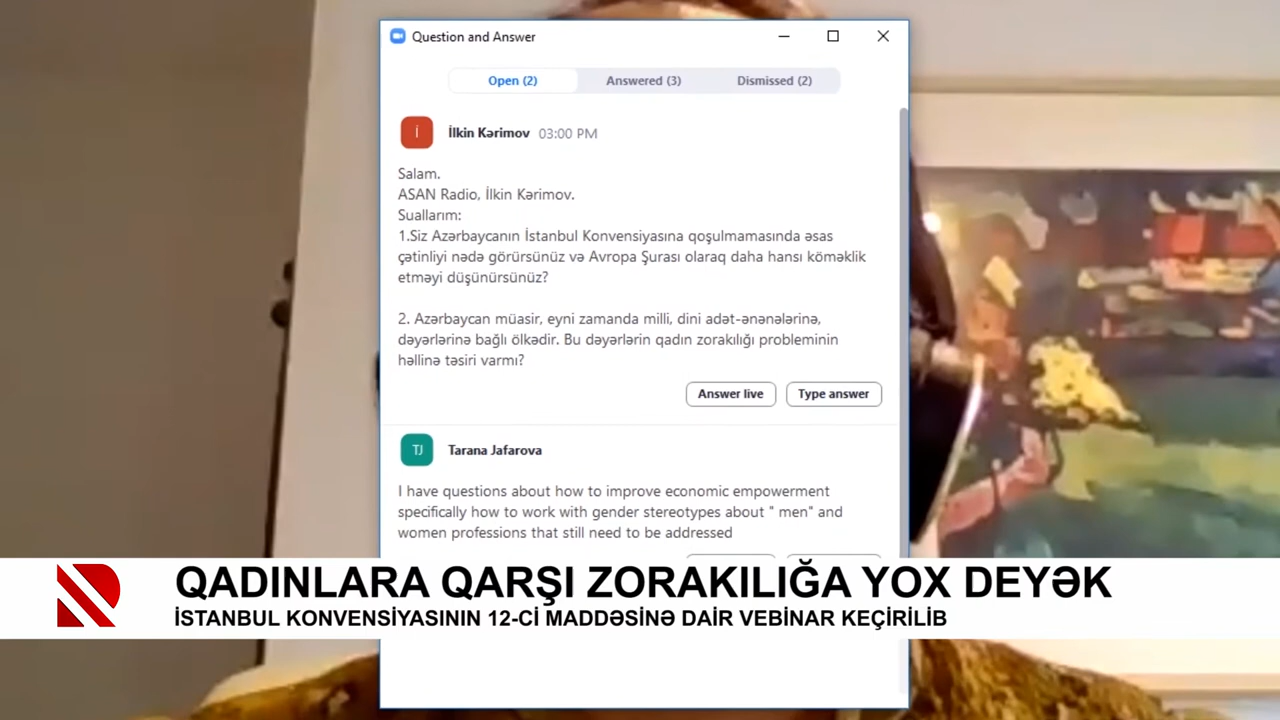 Question and Answer
Open (2) Answered (3) Dismissed (2)
İ İlkin Kərimov 03:00 PM
Salam.
ASAN Radio, İlkin Kərimov.
Suallarım:
1.Siz Azərbaycanın İstanbul Konvensiyasına qoşulmamasında əsas
çətinliyi nədə görürsünüz və Avropa Şurası olaraq daha hansı köməklik
etməyi düşünürsünüz?
2. Azərbaycan müasir, eyni zamanda milli, dini adət-ənənələrinə,
dəyərlərinə bağlı ölkədir. Bu dəyərlərin qadın zorakılığı probleminin
həllinə təsiri varmı?
Answer live Type answer
TJ Tarana Jafarova
I have questions about how to improve economic empowerment
specifically how to work with gender stereotypes about " men" and
women professions that still need to be addressed
QADINLARA QARŞI ZORAKILIĞA YOX DEYƏK
İSTANBUL KONVENSİYASININ 12-Cİ MADDƏSİNƏ DAİR VEBİNAR KEÇİRİLİB